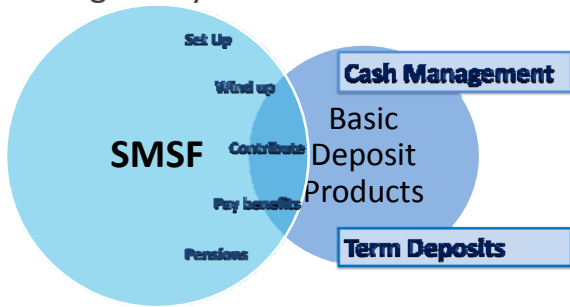 Set Up
Wind up
Cash Management
Basic
SMSF
Contribute
Deposit
Products
Pay benefits
Pensions
Term Deposits